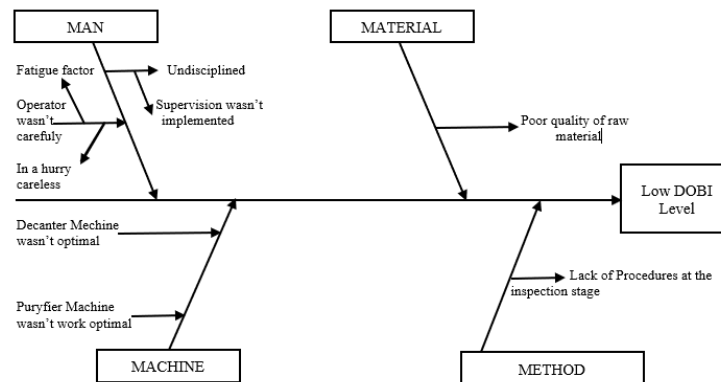 MAN
MATERIAL
Fatigue factor
Undisciplined
Operator
wasn't
carefuly
Supervision wasn't
implemented
In a hurry
careless
Poor quality of raw
material
Low DOBI
Level
Decanter Mechine
wasn't optimal
Puryfier Machine
wasn't work optimal
Lack of Procedures at the
inspection stage
MACHINE
METHOD